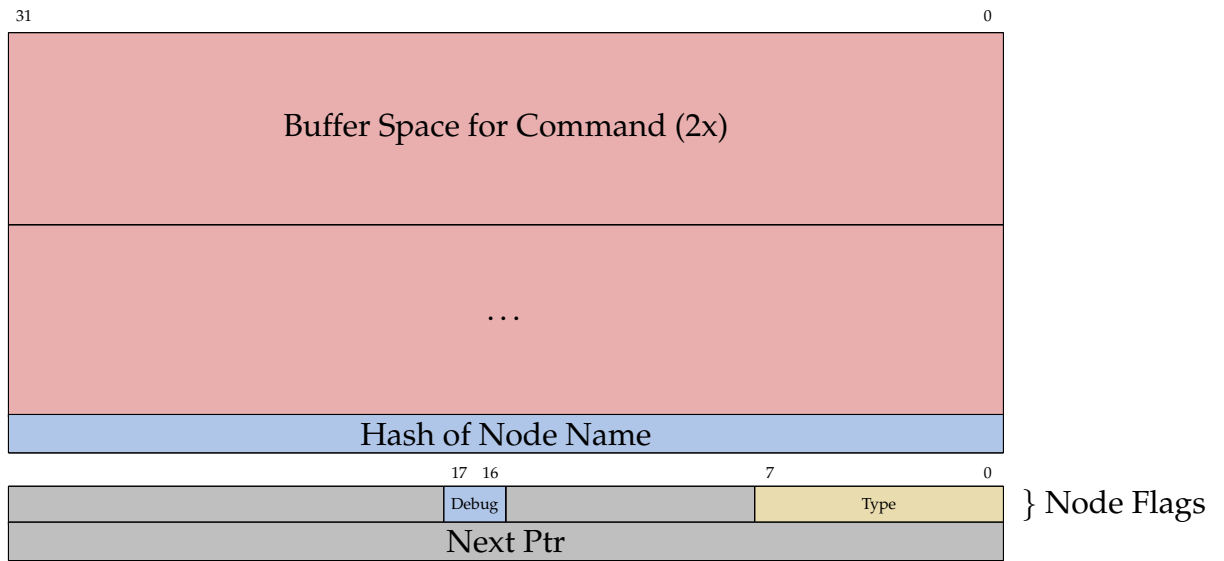 31 0
Buffer Space for Command (2x)
...
Hash of Node Name
17 16 7 0
Debug Type } Node Flags
Next Ptr